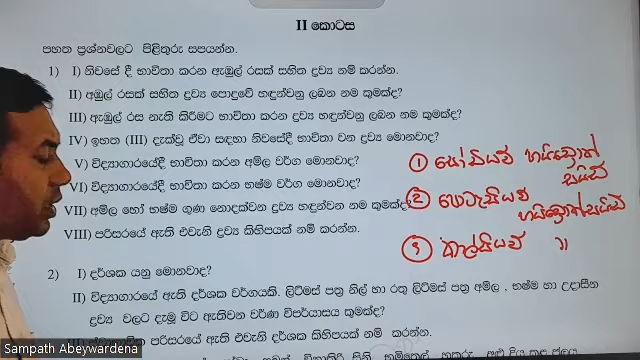 II කොටස
පහත ප්‍රශ්නවලට පිළිතුරු සපයන්න.
1) I) නිවසේ දී භාවිතා කරන ඇඹුල් රසක් සහිත ද්‍රව්‍ය නම් කරන්න.
II) අඹුල් රසක් සහිත ද්‍රව්‍ය පොදුවේ හඳුන්වනු ලබන නම කුමක්ද?
III) ඇඹුල් රස නැති කිරීමට භාවිතා කරන ද්‍රව්‍ය හඳුන්වනු ලබන නම කුමක්ද?
IV) ඉහත (III) දැක්වූ ඒවා සඳහා නිවසේදී භාවිතා වන ද්‍රව්‍ය මොනවාද?
V) විද්‍යාගාරයේදී භාවිතා කරන අම්ල වර්ග මොනවාද?
VI) විද්‍යාගාරයේදී භාවිතා කරන භෂ්ම වර්ග මොනවාද?
VII) අම්ල හෝ භෂ්ම ගුණ නොදක්වන ද්‍රව්‍ය හඳුන්වන නම කුමක්ද?
VIII) පරිසරයේ ඇති එවැනි ද්‍රව්‍ය කිහිපයක් නම් කරන්න.
① සෝඩියම් හයිඩ්‍රොක්
සයිඩ්
② පොටෑසියම්
හයිඩ්‍රොක්සයිඩ්
③ කැල්සියම් "
2) I) දර්ශක යනු මොනවාද?
II) විද්‍යාගාරයේ ඇති දර්ශක වර්ගයකි. ලිට්මස් පත්‍ර නිල් හා රතු ලිට්මස් පත්‍ර අම්ල , භෂ්ම හා උදාසීන
ද්‍රව්‍ය වලට දැමූ විට ඇතිවන වර්ණ විපර්යාසය කුමක්ද?
පරිසරයේ ඇති එවැනි දර්ශක කිහිපයක් නම් කරන්න.
Sampath Abeywardena